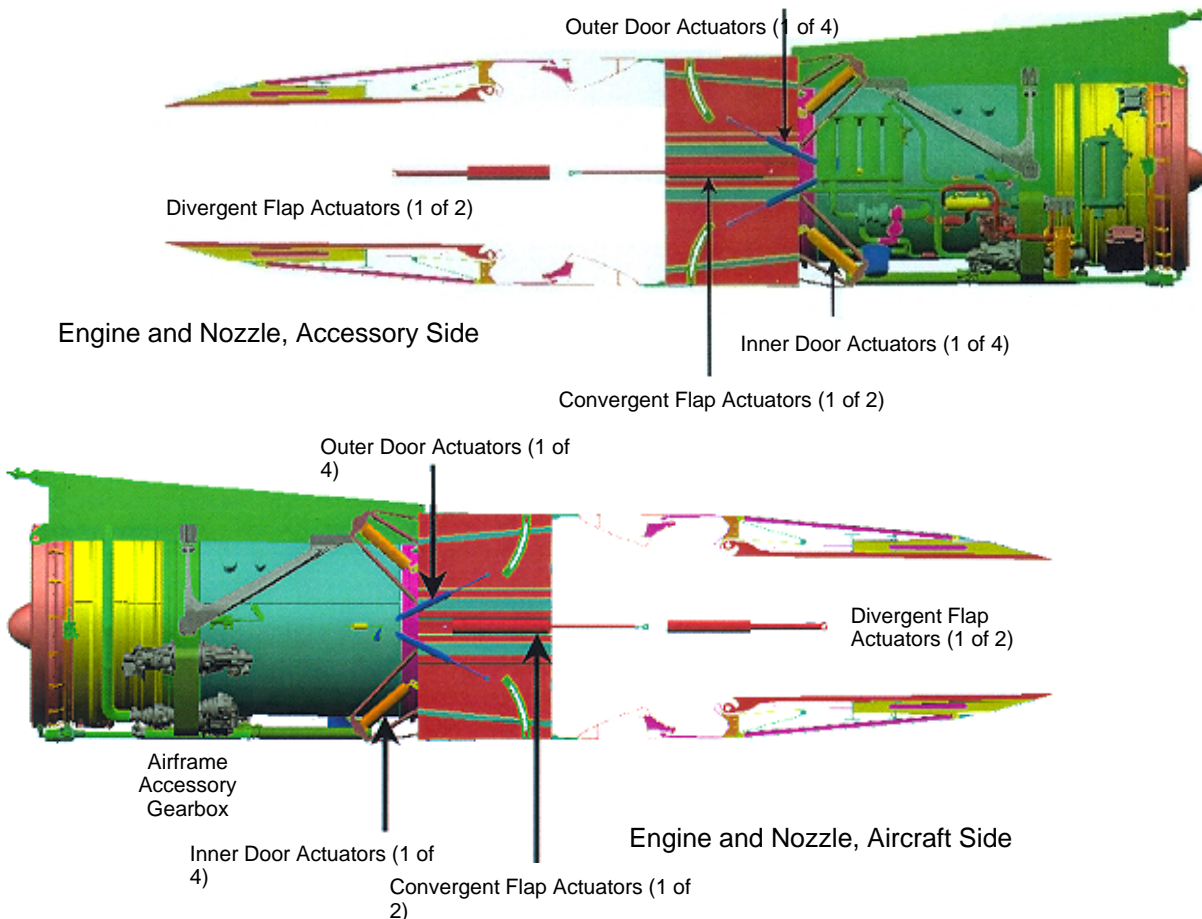 Outer Door Actuators (1 of 4)
Divergent Flap Actuators (1 of 2)
Engine and Nozzle, Accessory Side
Inner Door Actuators (1 of 4)
Convergent Flap Actuators (1 of 2)
Outer Door Actuators (1 of
4)
Divergent Flap
Actuators (1 of 2)
Airframe
Accessory
Gearbox
Engine and Nozzle, Aircraft Side
Inner Door Actuators (1 of
4)
Convergent Flap Actuators (1 of
2)